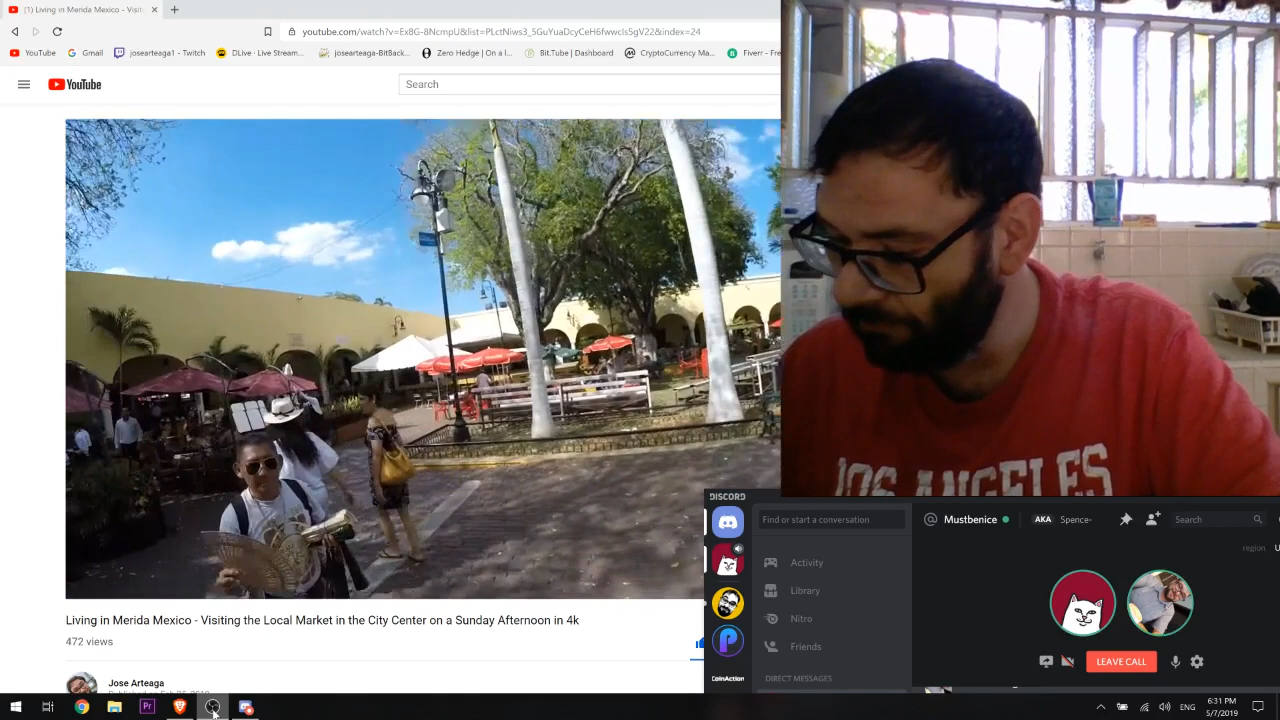 (1) Living in Merida Mexico - Visit
youtube.com/watch?v=Ex8G-8NcmpU&list=PLctNiws3_5GuYuaDcyCeH6fwwcIs5gV22&index=24
YouTube
Gmail
josearteaga1 - Twitch
DLive · Live Stream...
josearteaga-BitBack...
Zero Hedge | On a l...
Bit.Tube | Dashboard
CryptoCurrency Ma...
Fiverr - Fre
YouTube
Search
LOS ANGELES
DISCORD
Find or start a conversation
@ Mustbenice
AKA
Spence-
Search
region
U
Activity
Library
Nitro
Friends
DIRECT MESSAGES
LEAVE CALL
CoinAction
Living in Merida Mexico - Visiting the Local Market in the City Center on a Sunday Afternoon in 4k
472 views
Jose Arteaga
Pr
ENG
6:31 PM
5/7/2019